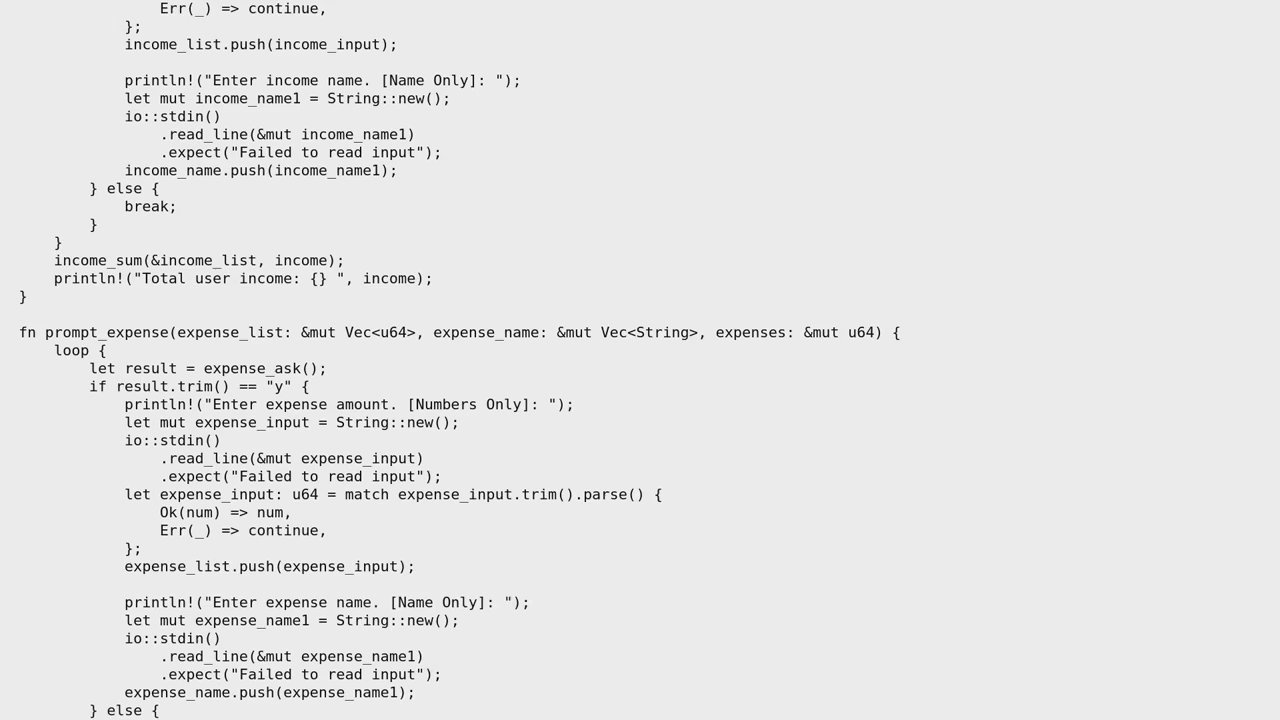 Err(_) => continue,
            };
            income_list.push(income_input);

            println!("Enter income name. [Name Only]: ");
            let mut income_name1 = String::new();
            io::stdin()
                .read_line(&mut income_name1)
                .expect("Failed to read input");
            income_name.push(income_name1);
        } else {
            break;
        }
    }
    income_sum(&income_list, income);
    println!("Total user income: {} ", income);
}

fn prompt_expense(expense_list: &mut Vec<u64>, expense_name: &mut Vec<String>, expenses: &mut u64) {
    loop {
        let result = expense_ask();
        if result.trim() == "y" {
            println!("Enter expense amount. [Numbers Only]: ");
            let mut expense_input = String::new();
            io::stdin()
                .read_line(&mut expense_input)
                .expect("Failed to read input");
            let expense_input: u64 = match expense_input.trim().parse() {
                Ok(num) => num,
                Err(_) => continue,
            };
            expense_list.push(expense_input);

            println!("Enter expense name. [Name Only]: ");
            let mut expense_name1 = String::new();
            io::stdin()
                .read_line(&mut expense_name1)
                .expect("Failed to read input");
            expense_name.push(expense_name1);
        } else {